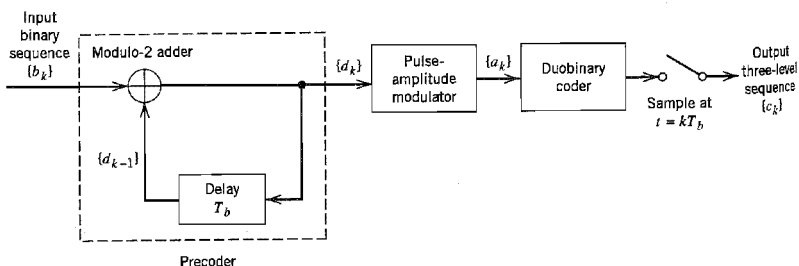 Input
binary
sequence
{b_k}
Modulo-2 adder
{d_k}
Pulse-
amplitude
modulator
{a_k}
Duobinary
coder
Sample at
t = kT_b
Output
three-level
sequence
{c_k}
{d_{k-1}}
Delay
T_b
Precoder